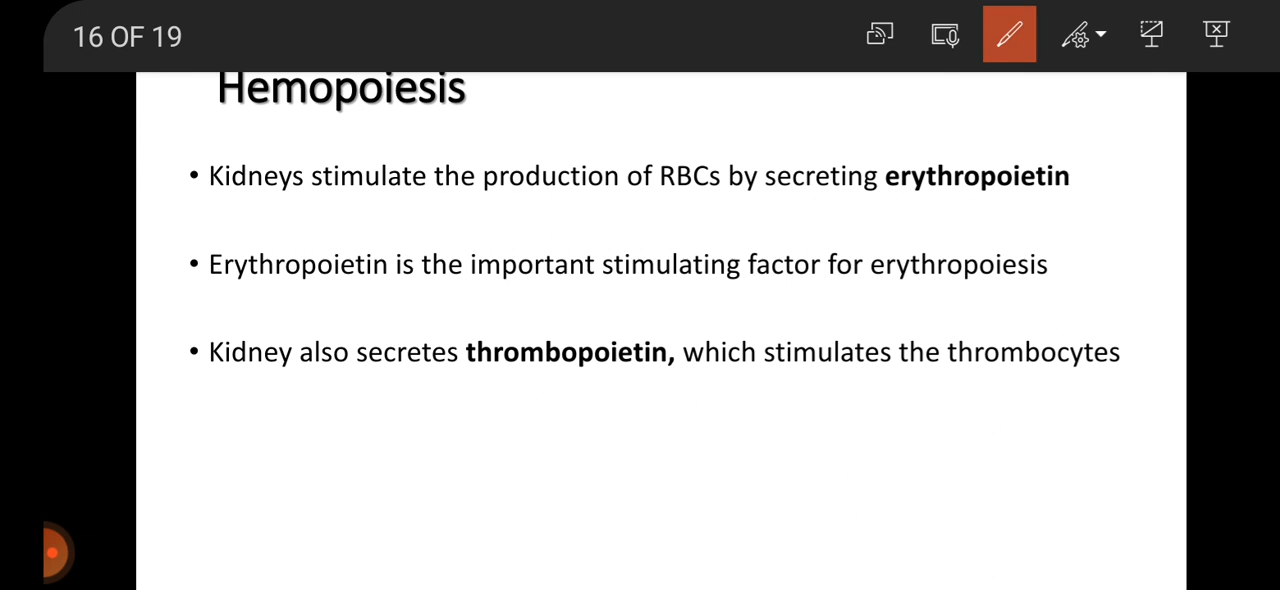 16 OF 19
Hemopoiesis
• Kidneys stimulate the production of RBCs by secreting erythropoietin
• Erythropoietin is the important stimulating factor for erythropoiesis
• Kidney also secretes thrombopoietin, which stimulates the thrombocytes